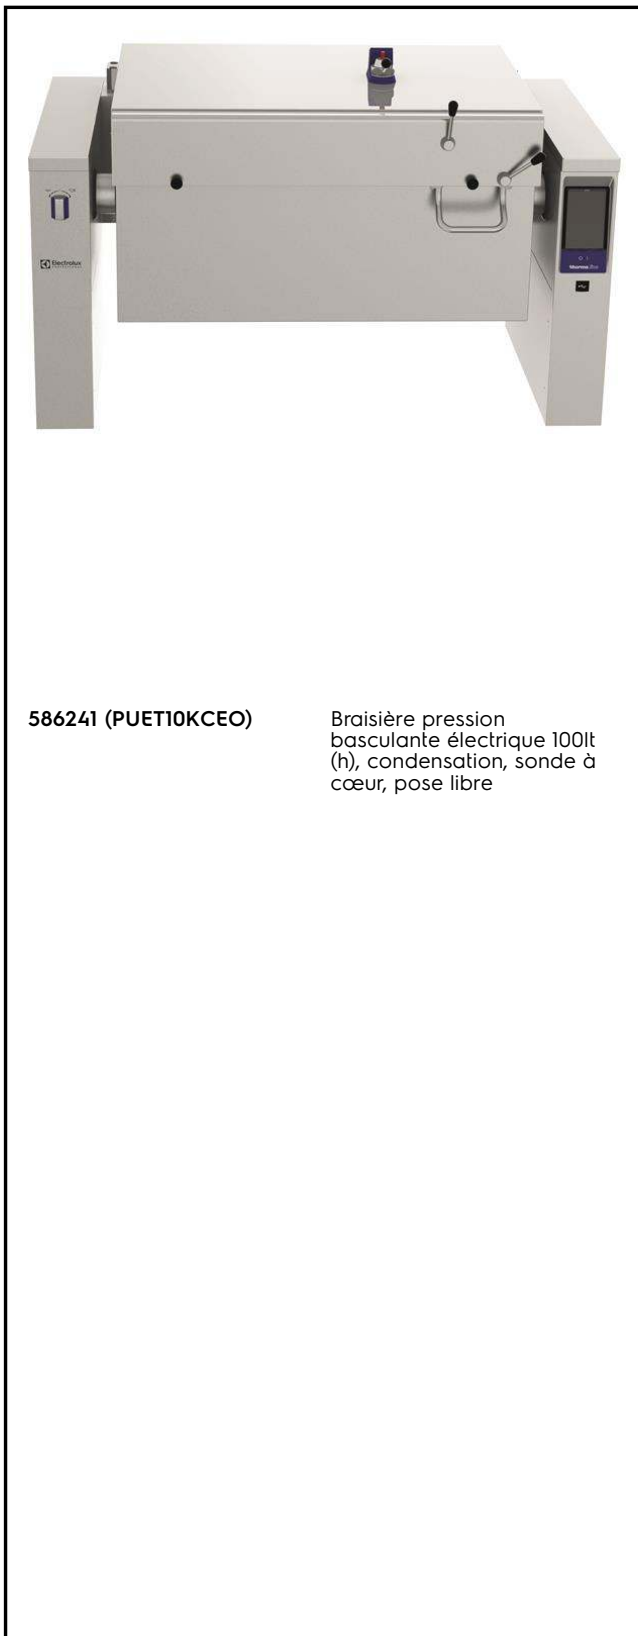 Electrolux
586241 (PUET10KCEO)
Braisière pression
basculante électrique 100lt
(h), condensation, sonde à
cœur, pose libre